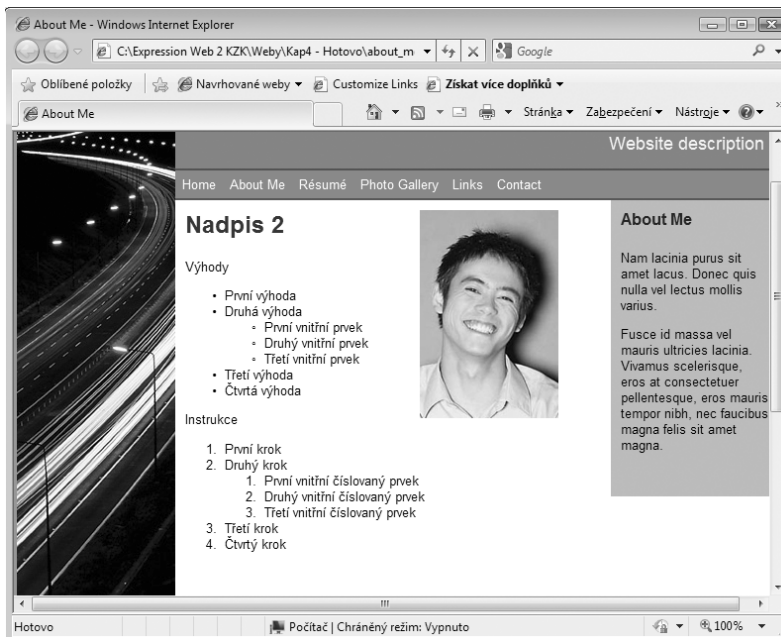 About Me - Windows Internet Explorer
C:\Expression Web 2 KZK\Weby\Kap4 - Hotovo\about_m
Google
Oblíbené položky
Navrhované weby
Customize Links
Získat více doplňků
About Me
Stránka
Zabezpečení
Nástroje
Website description
Home About Me Résumé Photo Gallery Links Contact
Nadpis 2
Výhody
• První výhoda
• Druhá výhoda
◦ První vnitřní prvek
◦ Druhý vnitřní prvek
◦ Třetí vnitřní prvek
• Třetí výhoda
• Čtvrtá výhoda
Instrukce
1. První krok
2. Druhý krok
1. První vnitřní číslovaný prvek
2. Druhý vnitřní číslovaný prvek
3. Třetí vnitřní číslovaný prvek
3. Třetí krok
4. Čtvrtý krok
About Me
Nam lacinia purus sit
amet lacus. Donec quis
nulla vel lectus mollis
varius.
Fusce id massa vel
mauris ultricies lacinia.
Vivamus scelerisque,
eros at consectetuer
pellentesque, eros mauris
tempor nibh, nec faucibus
magna felis sit amet
magna.
Hotovo
Počítač | Chráněný režim: Vypnuto
100%